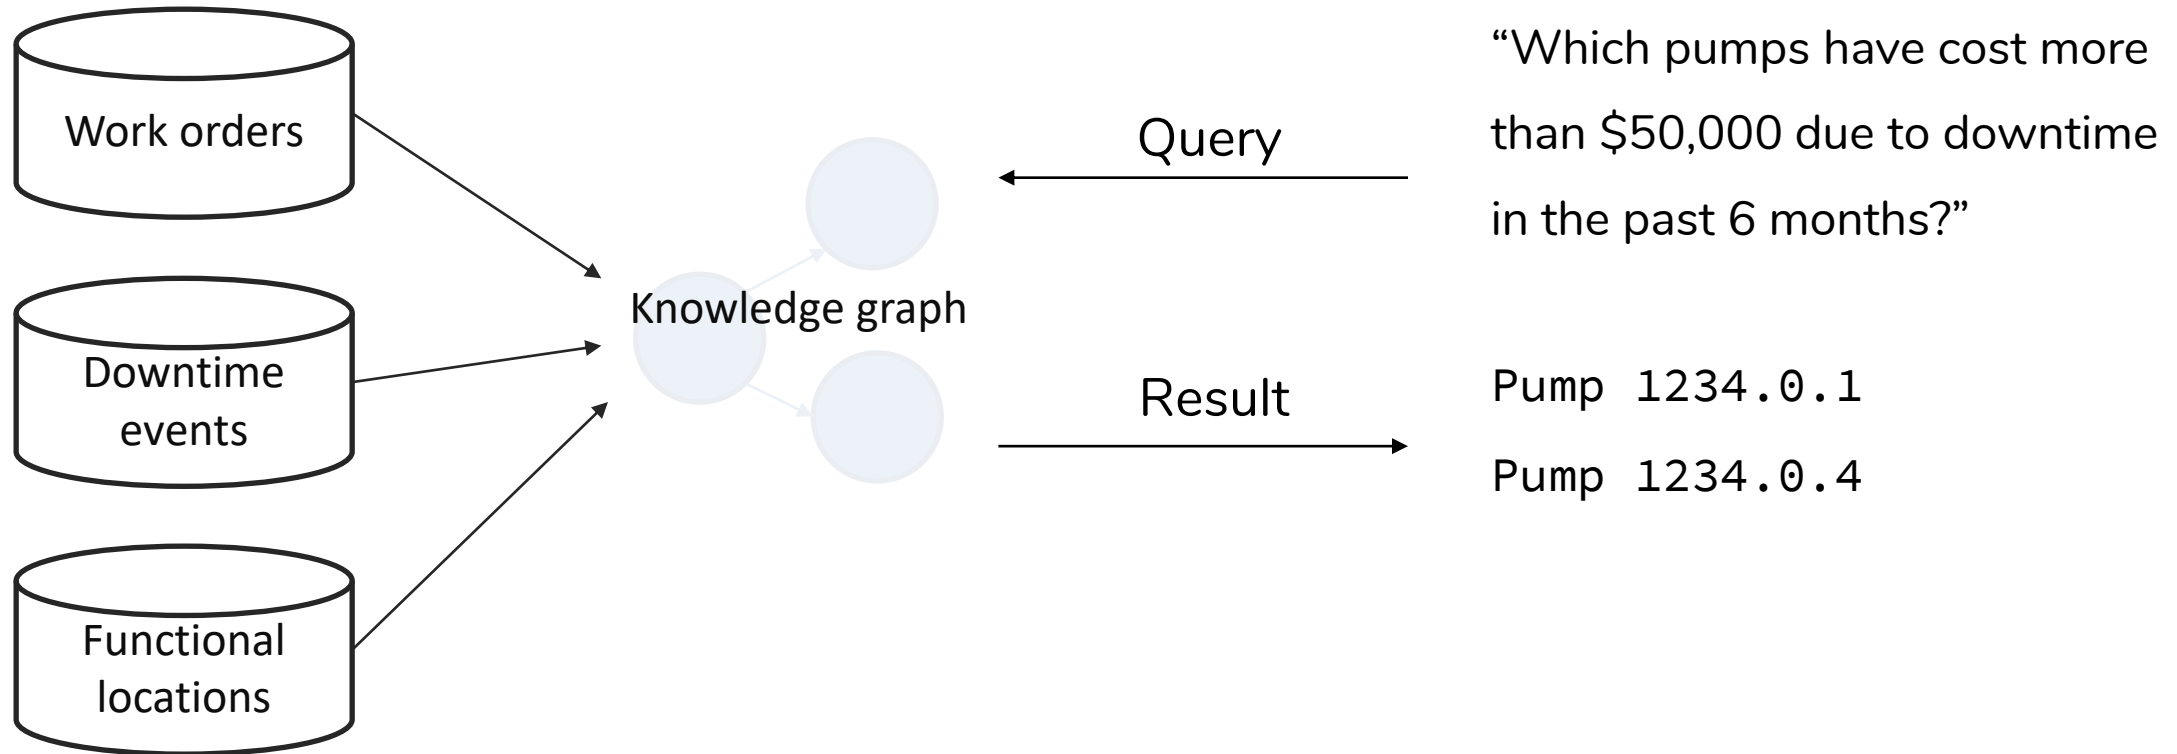 Work orders
Downtime
events
Functional
locations
Knowledge graph
Query
Result
“Which pumps have cost more
than $50,000 due to downtime
in the past 6 months?”
Pump 1234.0.1
Pump 1234.0.4